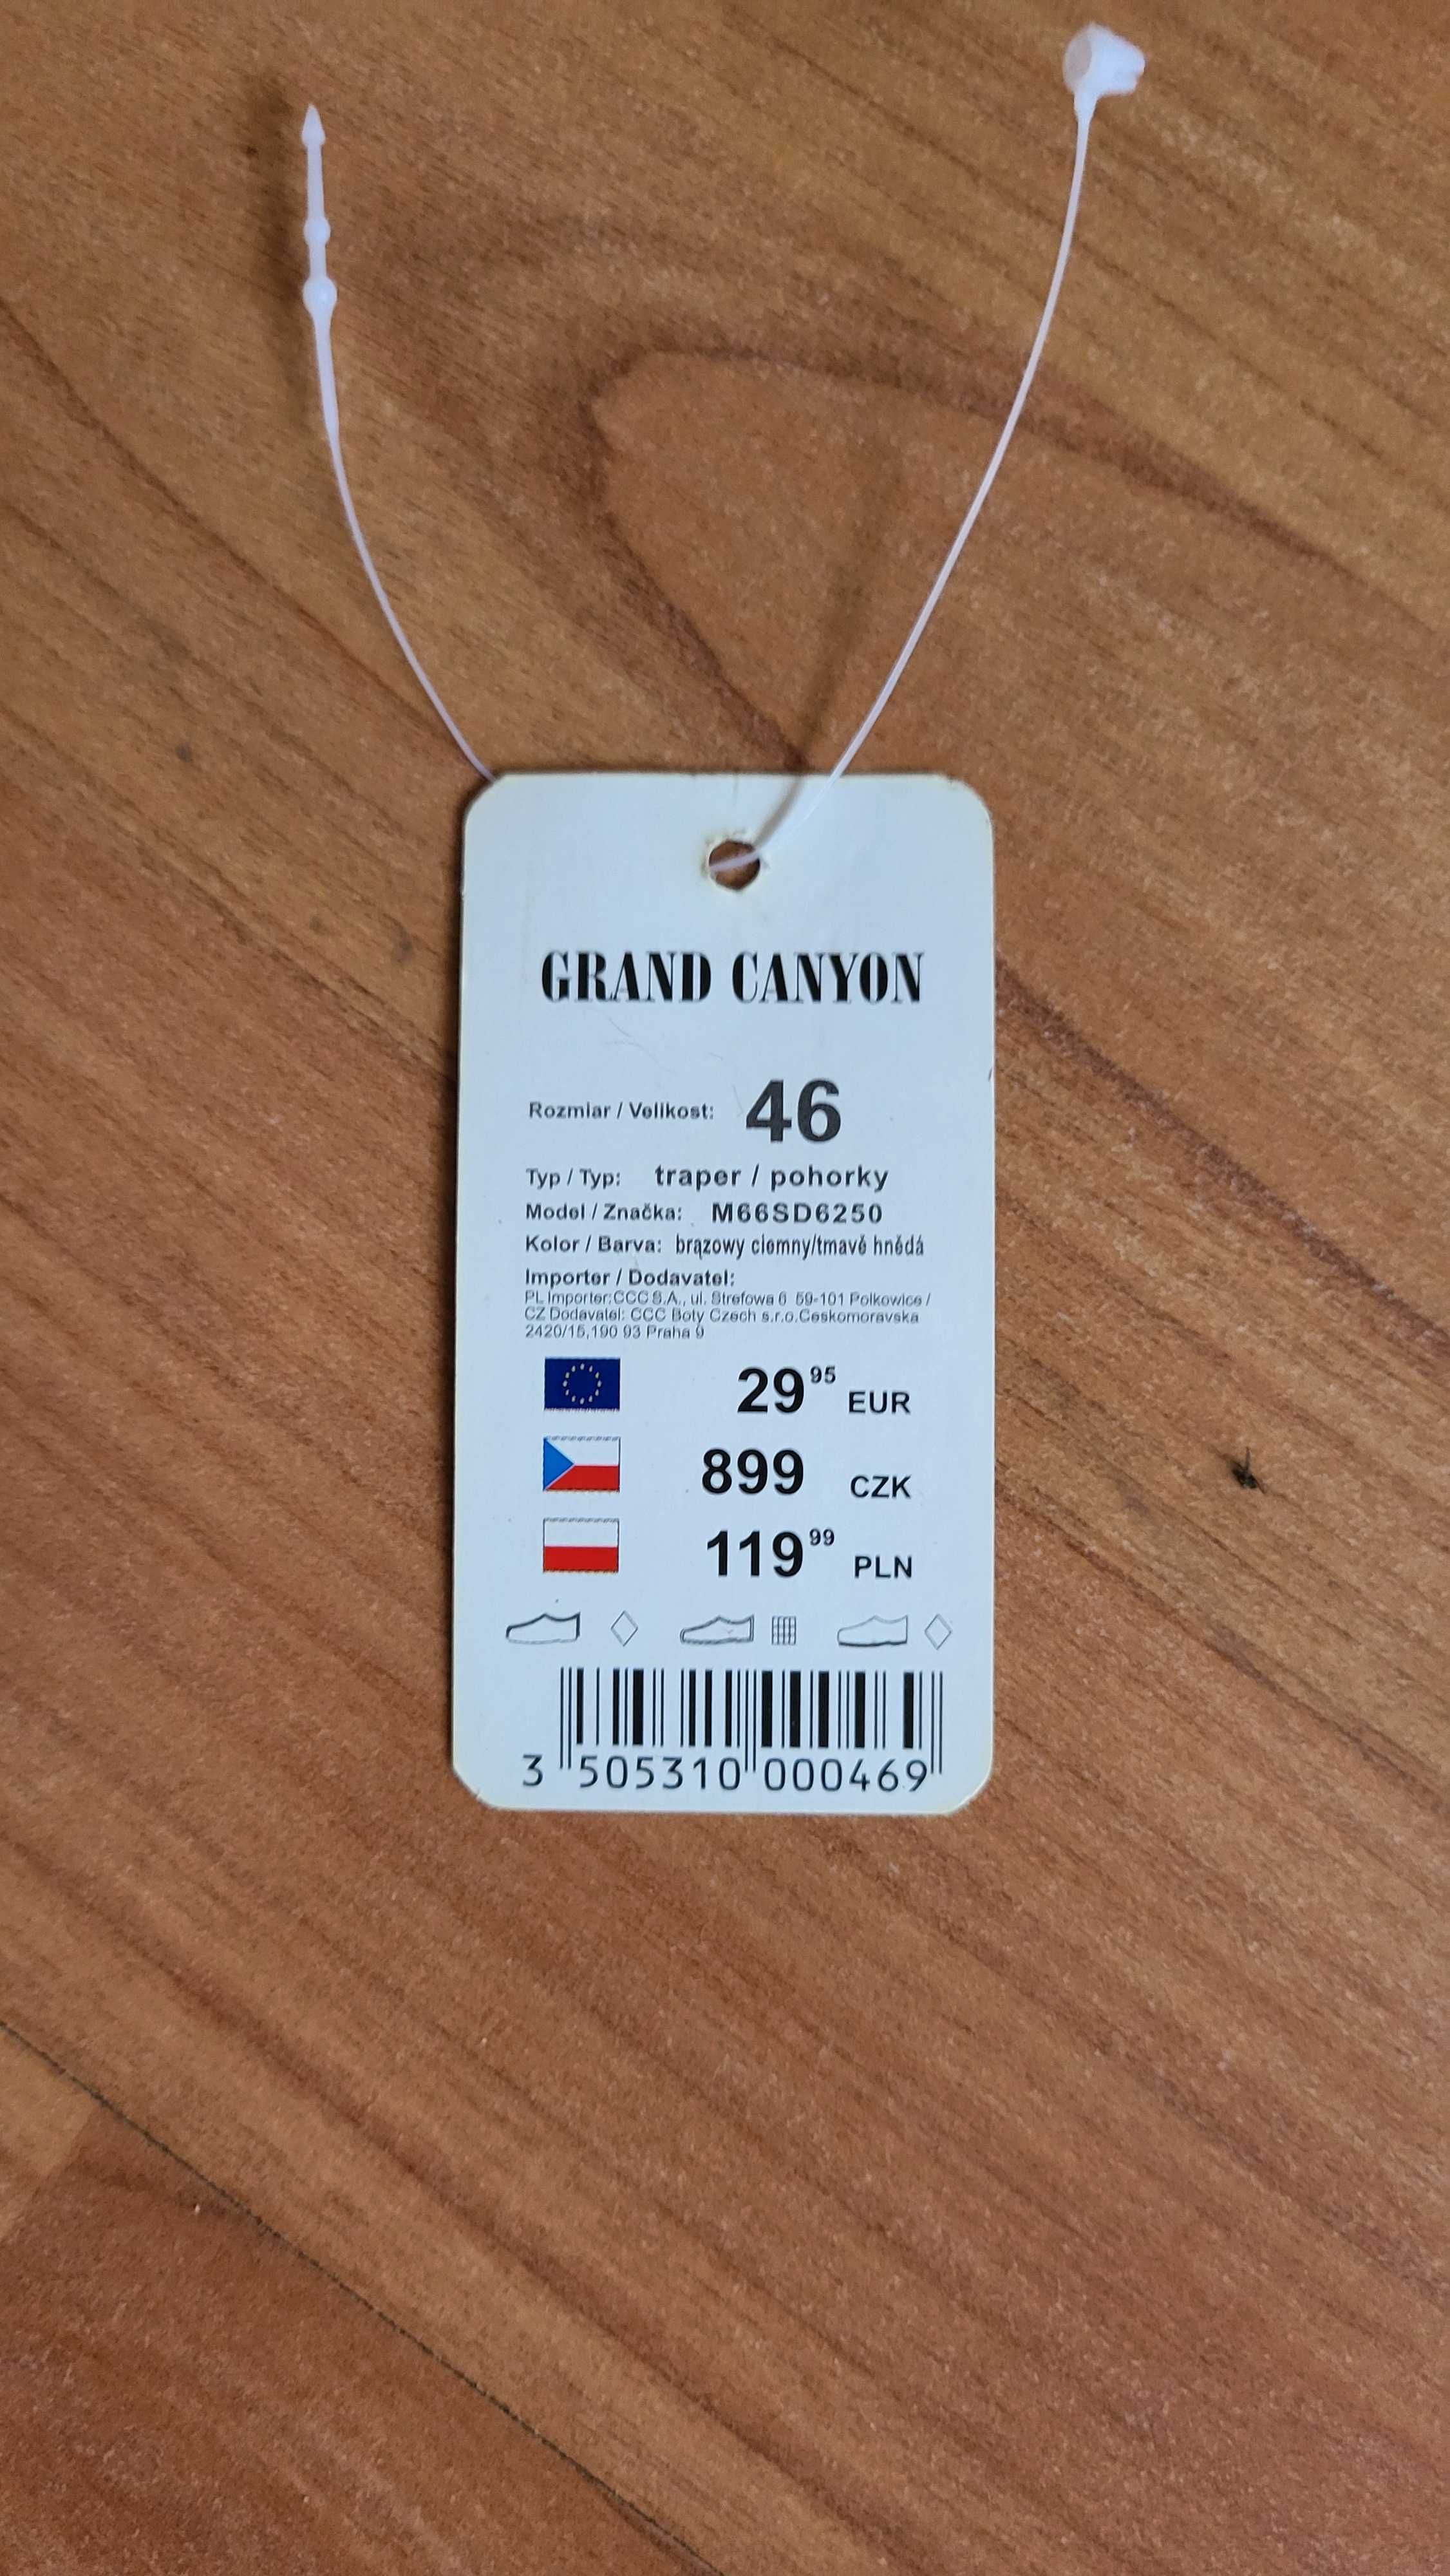 GRAND CANYON
Rozmiar / Velikost: 46
Typ / Typ: traper / pohorky
Model / Značka: M66SD6250
Kolor / Barva: brązowy ciemny/tmavě hnědá
Importer / Dodavatel:
PL Importer:CCC S.A., ul. Strefowa 6 59-101 Polkowice /
CZ Dodavatel: CCC Boty Czech s.r.o.Ceskomoravska
2420/15,190 93 Praha 9
29 95 EUR
899 CZK
119 99 PLN
3 505310 000469